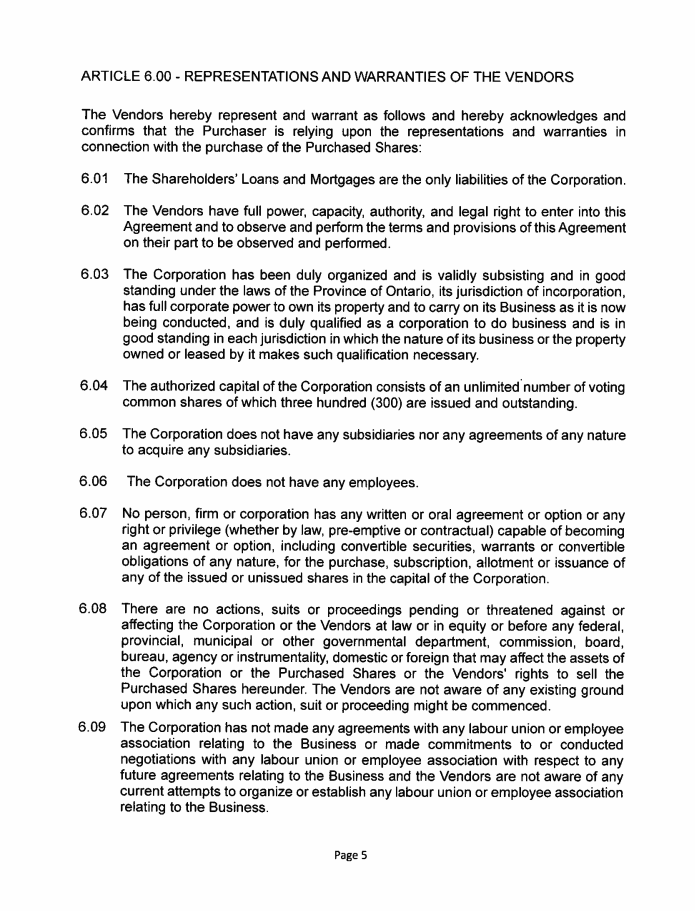 ARTICLE 6.00 - REPRESENTATIONS AND WARRANTIES OF THE VENDORS
The Vendors hereby represent and warrant as follows and hereby acknowledges and
confirms that the Purchaser is relying upon the representations and warranties in
connection with the purchase of the Purchased Shares:
6.01 The Shareholders' Loans and Mortgages are the only liabilities of the Corporation.
6.02 The Vendors have full power, capacity, authority, and legal right to enter into this
Agreement and to observe and perform the terms and provisions of this Agreement
on their part to be observed and performed.
6.03 The Corporation has been duly organized and is validly subsisting and in good
standing under the laws of the Province of Ontario, its jurisdiction of incorporation,
has full corporate power to own its property and to carry on its Business as it is now
being conducted, and is duly qualified as a corporation to do business and is in
good standing in each jurisdiction in which the nature of its business or the property
owned or leased by it makes such qualification necessary.
6.04 The authorized capital of the Corporation consists of an unlimited number of voting
common shares of which three hundred (300) are issued and outstanding.
6.05 The Corporation does not have any subsidiaries nor any agreements of any nature
to acquire any subsidiaries.
6.06 The Corporation does not have any employees.
6.07 No person, firm or corporation has any written or oral agreement or option or any
right or privilege (whether by law, pre-emptive or contractual) capable of becoming
an agreement or option, including convertible securities, warrants or convertible
obligations of any nature, for the purchase, subscription, allotment or issuance of
any of the issued or unissued shares in the capital of the Corporation.
6.08 There are no actions, suits or proceedings pending or threatened against or
affecting the Corporation or the Vendors at law or in equity or before any federal,
provincial, municipal or other governmental department, commission, board,
bureau, agency or instrumentality, domestic or foreign that may affect the assets of
the Corporation or the Purchased Shares or the Vendors' rights to sell the
Purchased Shares hereunder. The Vendors are not aware of any existing ground
upon which any such action, suit or proceeding might be commenced.
6.09 The Corporation has not made any agreements with any labour union or employee
association relating to the Business or made commitments to or conducted
negotiations with any labour union or employee association with respect to any
future agreements relating to the Business and the Vendors are not aware of any
current attempts to organize or establish any labour union or employee association
relating to the Business.
Page 5